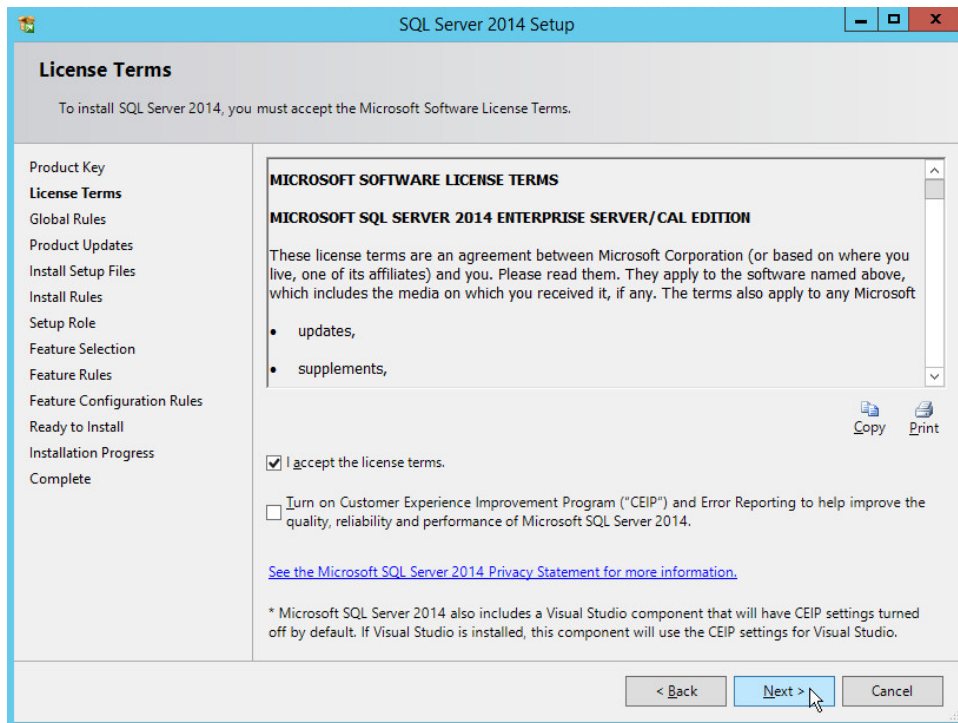 SQL Server 2014 Setup
License Terms
To install SQL Server 2014, you must accept the Microsoft Software License Terms.
Product Key
License Terms
Global Rules
Product Updates
Install Setup Files
Install Rules
Setup Role
Feature Selection
Feature Rules
Feature Configuration Rules
Ready to Install
Installation Progress
Complete
MICROSOFT SOFTWARE LICENSE TERMS
MICROSOFT SQL SERVER 2014 ENTERPRISE SERVER/CAL EDITION
These license terms are an agreement between Microsoft Corporation (or based on where you
live, one of its affiliates) and you. Please read them. They apply to the software named above,
which includes the media on which you received it, if any. The terms also apply to any Microsoft
• updates,
• supplements,
Copy Print
I accept the license terms.
Turn on Customer Experience Improvement Program ("CEIP") and Error Reporting to help improve the
quality, reliability and performance of Microsoft SQL Server 2014.
See the Microsoft SQL Server 2014 Privacy Statement for more information.
* Microsoft SQL Server 2014 also includes a Visual Studio component that will have CEIP settings turned
off by default. If Visual Studio is installed, this component will use the CEIP settings for Visual Studio.
< Back Next > Cancel